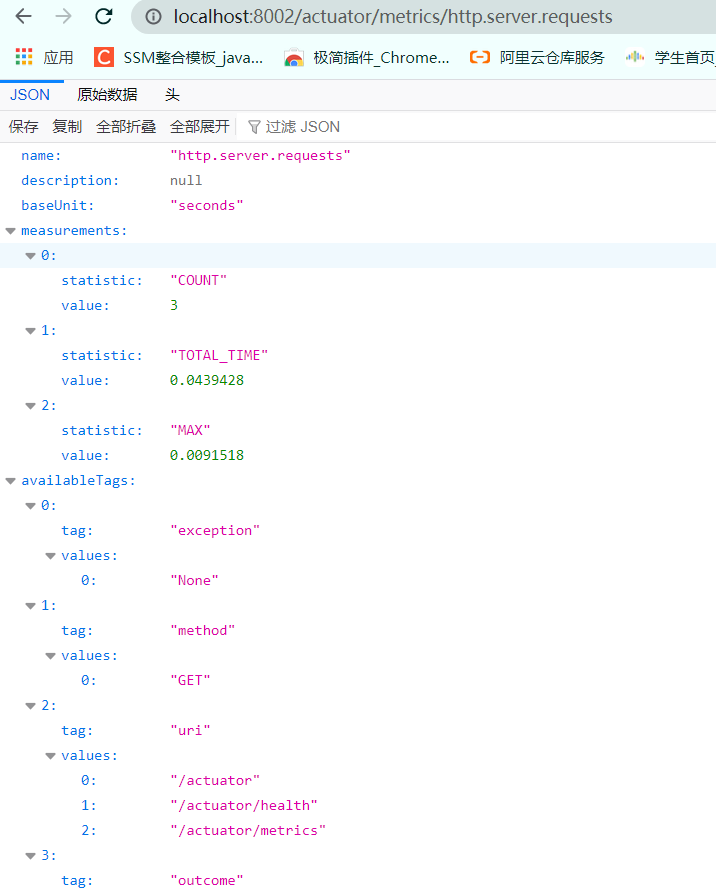 localhost:8002/actuator/metrics/http.server.requests
应用 SSM整合模板_java... 极简插件_Chrome... 阿里云仓库服务 学生首页
JSON 原始数据 头
保存 复制 全部折叠 全部展开 过滤 JSON
name: "http.server.requests"
description: null
baseUnit: "seconds"
measurements:
0:
statistic: "COUNT"
value: 3
1:
statistic: "TOTAL_TIME"
value: 0.0439428
2:
statistic: "MAX"
value: 0.0091518
availableTags:
0:
tag: "exception"
values:
0: "None"
1:
tag: "method"
values:
0: "GET"
2:
tag: "uri"
values:
0: "/actuator"
1: "/actuator/health"
2: "/actuator/metrics"
3:
tag: "outcome"